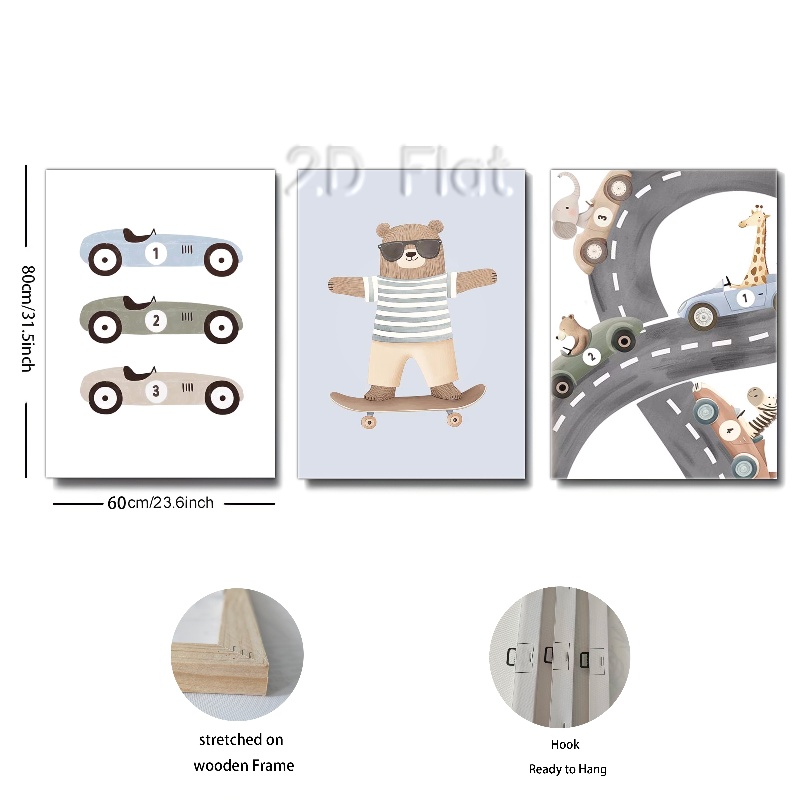 2D Flat
80cm/31.5inch
60cm/23.6inch
1
2
3
3
1
2
4
stretched on
wooden Frame
Hook
Ready to Hang